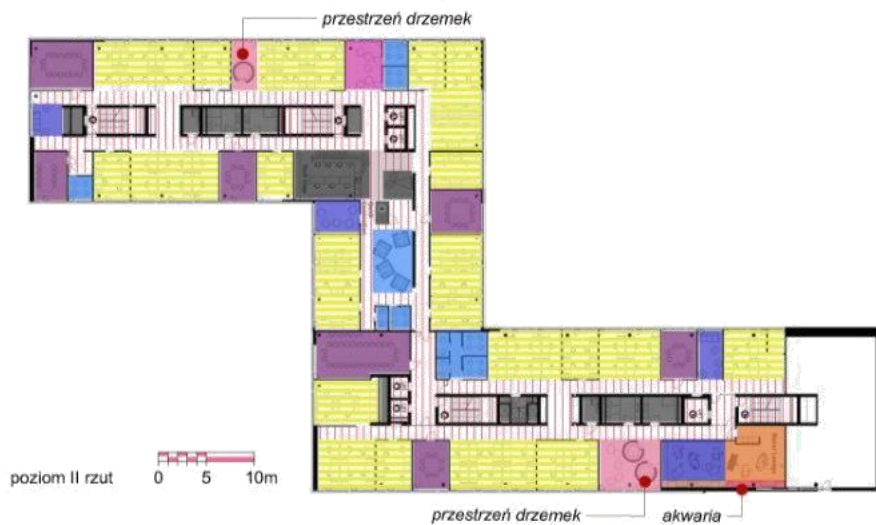 przestrzeń drzemek
poziom II rzut
0 5 10m
przestrzeń drzemek
akwaria